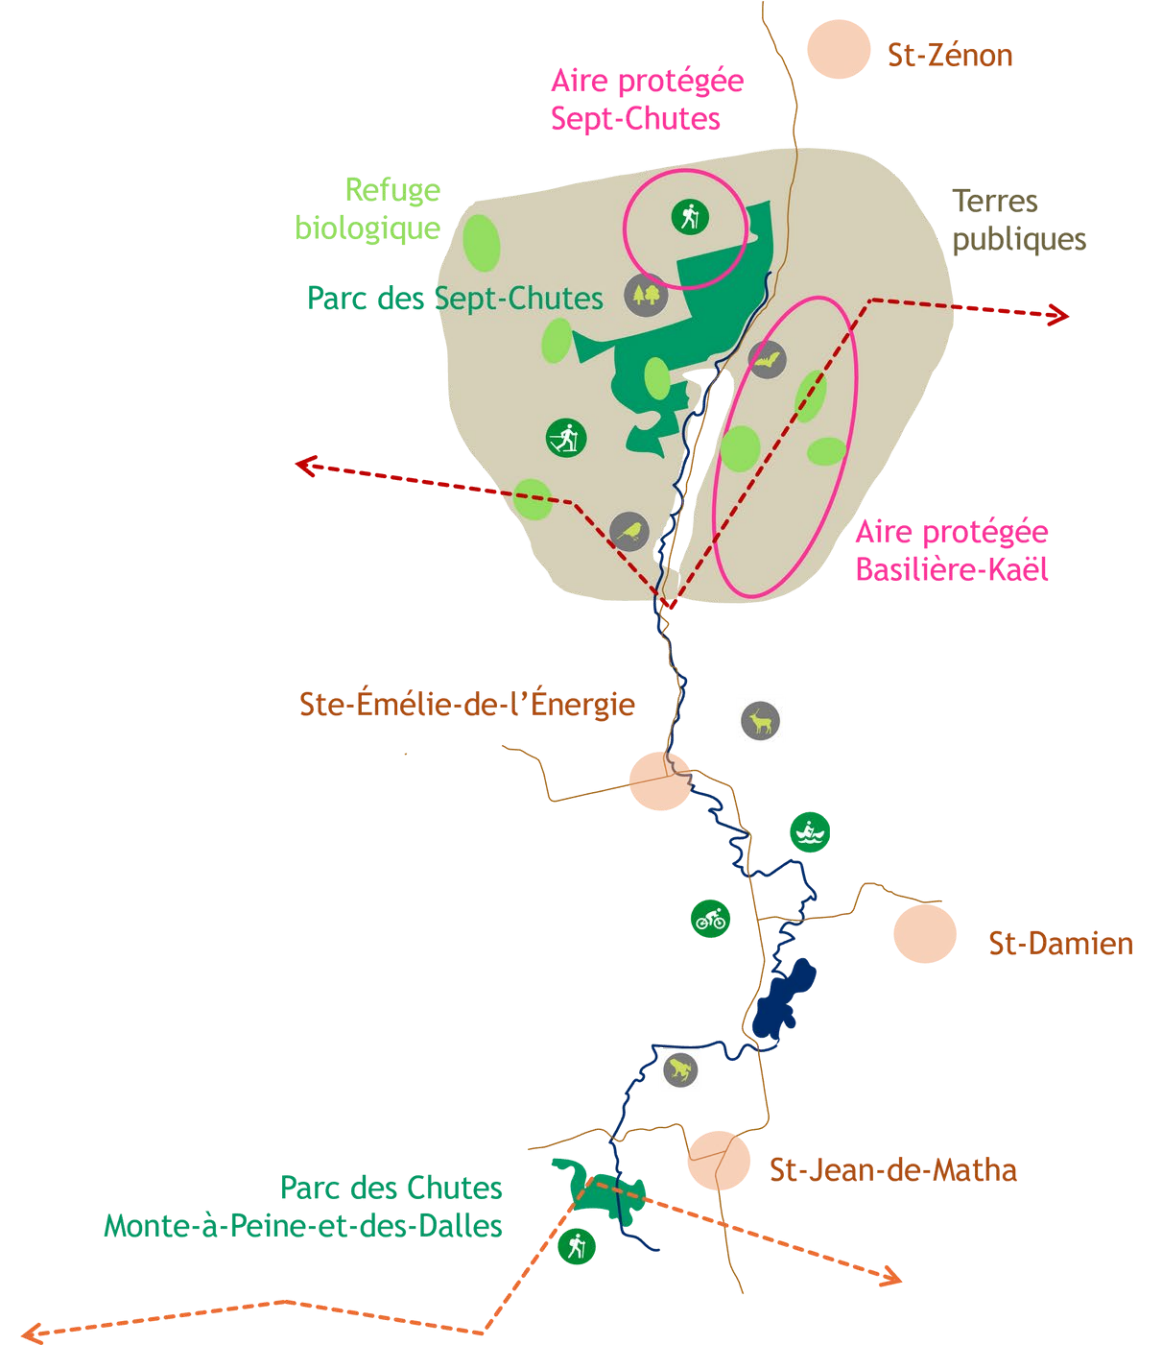 St-Zénon
Aire protégée
Sept-Chutes
Refuge
biologique
Terres
publiques
Parc des Sept-Chutes
Aire protégée
Basilière-Kaël
Ste-Émélie-de-l’Énergie
St-Damien
St-Jean-de-Matha
Parc des Chutes
Monte-à-Peine-et-des-Dalles